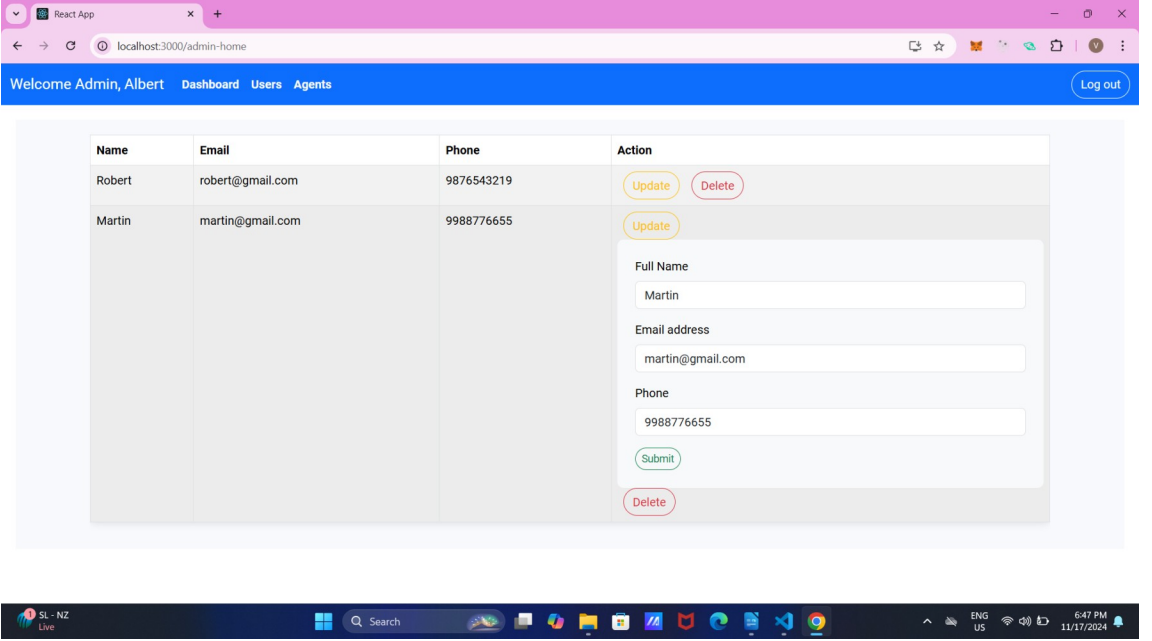 React App
localhost:3000/admin-home
V
Welcome Admin, Albert Dashboard Users Agents Log out
Name Email Phone Action
Robert robert@gmail.com 9876543219 Update Delete
Martin martin@gmail.com 9988776655 Update
Full Name
Martin
Email address
martin@gmail.com
Phone
9988776655
Submit
Delete
1
SL - NZ
Live
Search
ENG
US
6:47 PM
11/17/2024